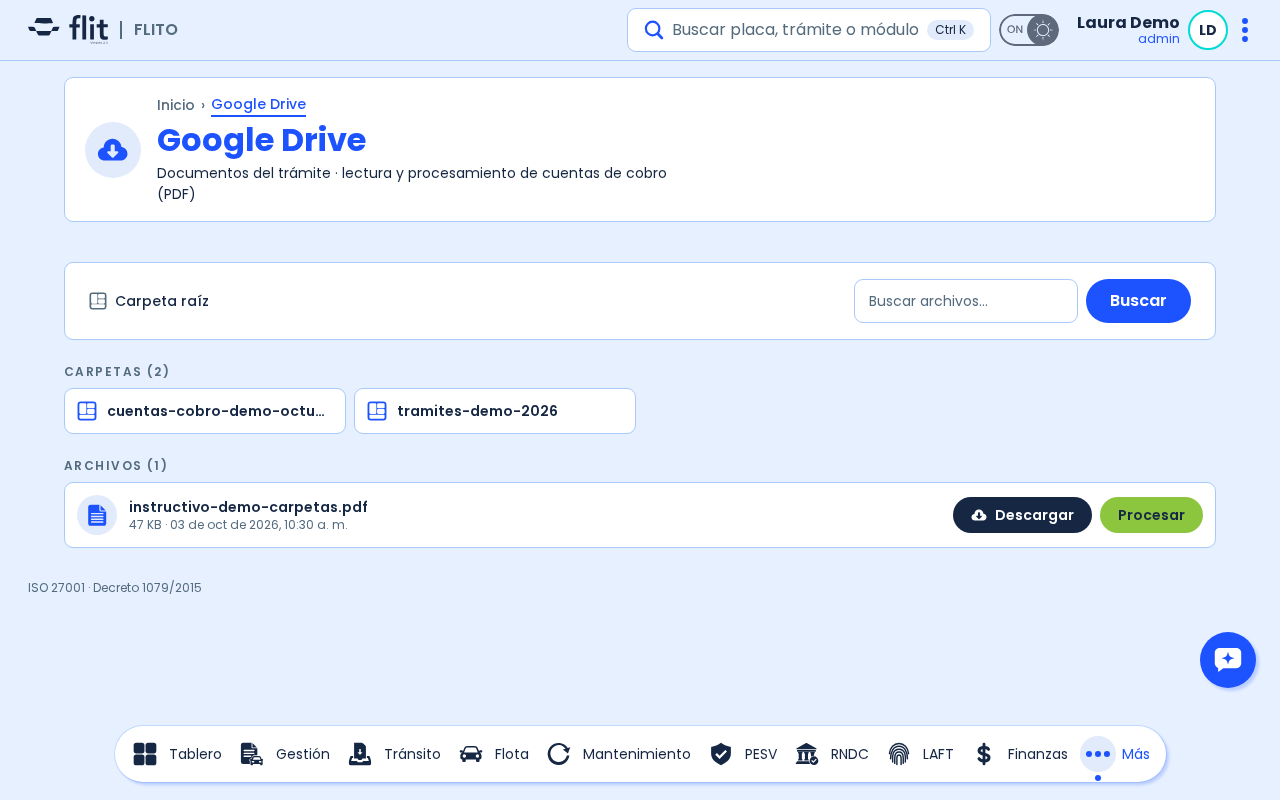 flit
FLITO
Buscar placa, trámite o módulo
Ctrl K
ON
Laura Demo
admin
LD
Inicio › Google Drive
Google Drive
Documentos del trámite · lectura y procesamiento de cuentas de cobro
(PDF)
Carpeta raíz
Buscar archivos...
Buscar
CARPETAS (2)
cuentas-cobro-demo-octu...
tramites-demo-2026
ARCHIVOS (1)
instructivo-demo-carpetas.pdf
47 KB · 03 de oct de 2026, 10:30 a. m.
Descargar
Procesar
ISO 27001 · Decreto 1079/2015
Tablero
Gestión
Tránsito
Flota
Mantenimiento
PESV
RNDC
LAFT
Finanzas
Más